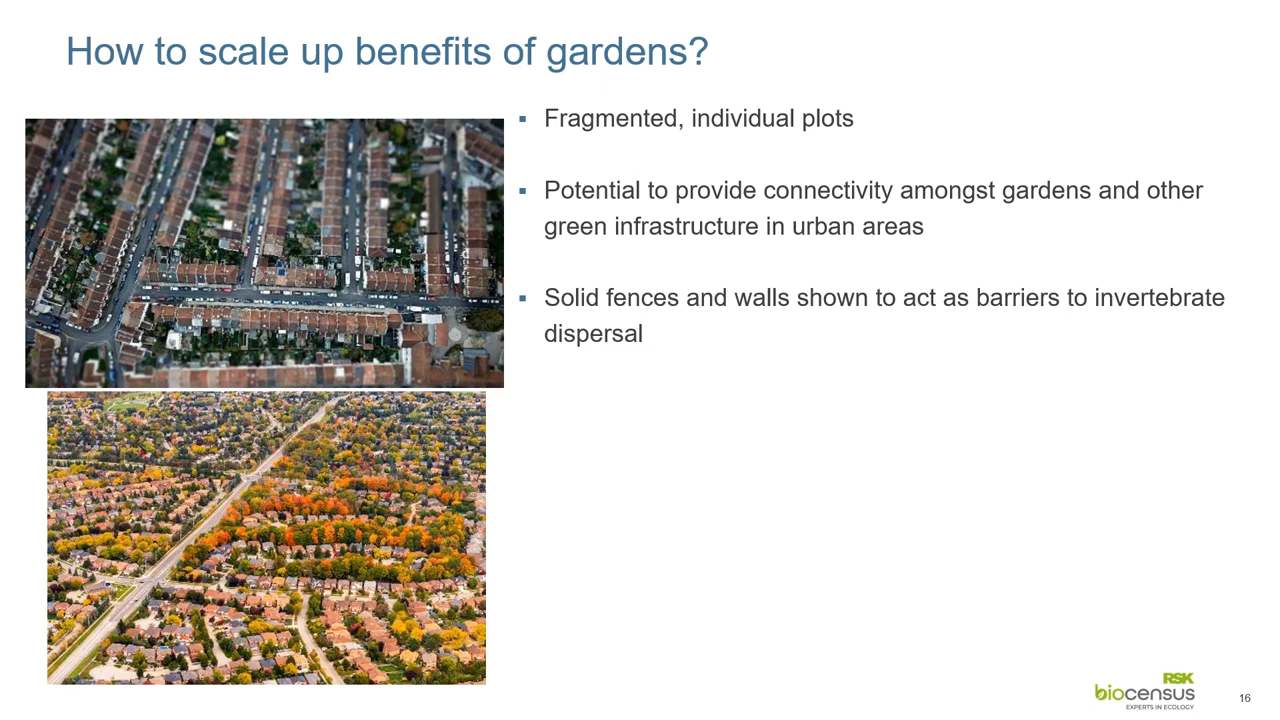 How to scale up benefits of gardens?
▪ Fragmented, individual plots
▪ Potential to provide connectivity amongst gardens and other
green infrastructure in urban areas
▪ Solid fences and walls shown to act as barriers to invertebrate
dispersal
RSK
biocensus
EXPERTS IN ECOLOGY
16